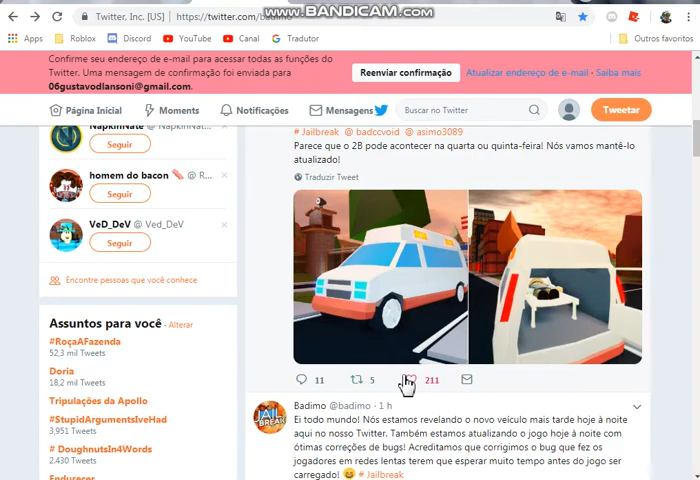 www.BANDICAM.com
Twitter, Inc. [US] | https://twitter.com/badimo
Apps Roblox Discord YouTube Canal Tradutor Outros favoritos
Confirme seu endereço de e-mail para acessar todas as funções do
Twitter. Uma mensagem de confirmação foi enviada para
06gustavodlansoni@gmail.com.
Reenviar confirmação
Atualizar endereço de e-mail · Saiba mais
Página Inicial Moments Notificações Mensagens Buscar no Twitter Tweetar
NapkinNate @NapkinNat...
Seguir
homem do bacon @R...
Seguir
VeD_DeV @Ved_DeV
Seguir
Encontre pessoas que você conhece
Assuntos para você · Alterar
#RoçaAFazenda
52,3 mil Tweets
Doria
18,2 mil Tweets
Tribulações da Apollo
#StupidArgumentsIveHad
3,951 Tweets
# DoughnutsIn4Words
2.430 Tweets
Endurecer
# Jailbreak @ badccvoid @ asimo3089
Parece que o 2B pode acontecer na quarta ou quinta-feira! Nós vamos mantê-lo
atualizado!
Traduzir Tweet
11 5 211
Badimo @badimo · 1 h
JAIL BREAK
Ei todo mundo! Nós estamos revelando o novo veículo mais tarde hoje à noite
aqui no nosso Twitter. Também estamos atualizando o jogo hoje à noite com
ótimas correções de bugs! Acreditamos que corrigimos o bug que fez os
jogadores em redes lentas terem que esperar muito tempo antes do jogo ser
carregado! # Jailbreak